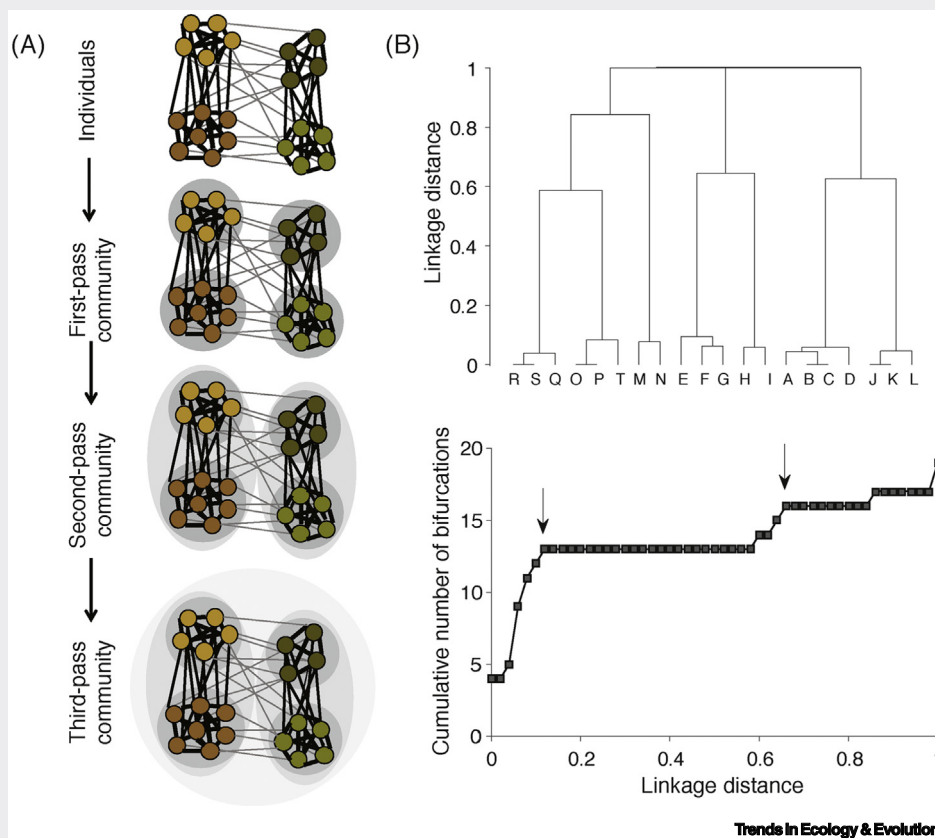 (A)
Individuals
First-pass
community
Second-pass
community
Third-pass
community
(B)
Linkage distance
1
0.8
0.6
0.4
0.2
0
R S Q O P T M N E F G H I A B C D J K L
Cumulative number of bifurcations
20
15
10
5
0
0 0.2 0.4 0.6 0.8
Linkage distance
Trends in Ecology & Evolution